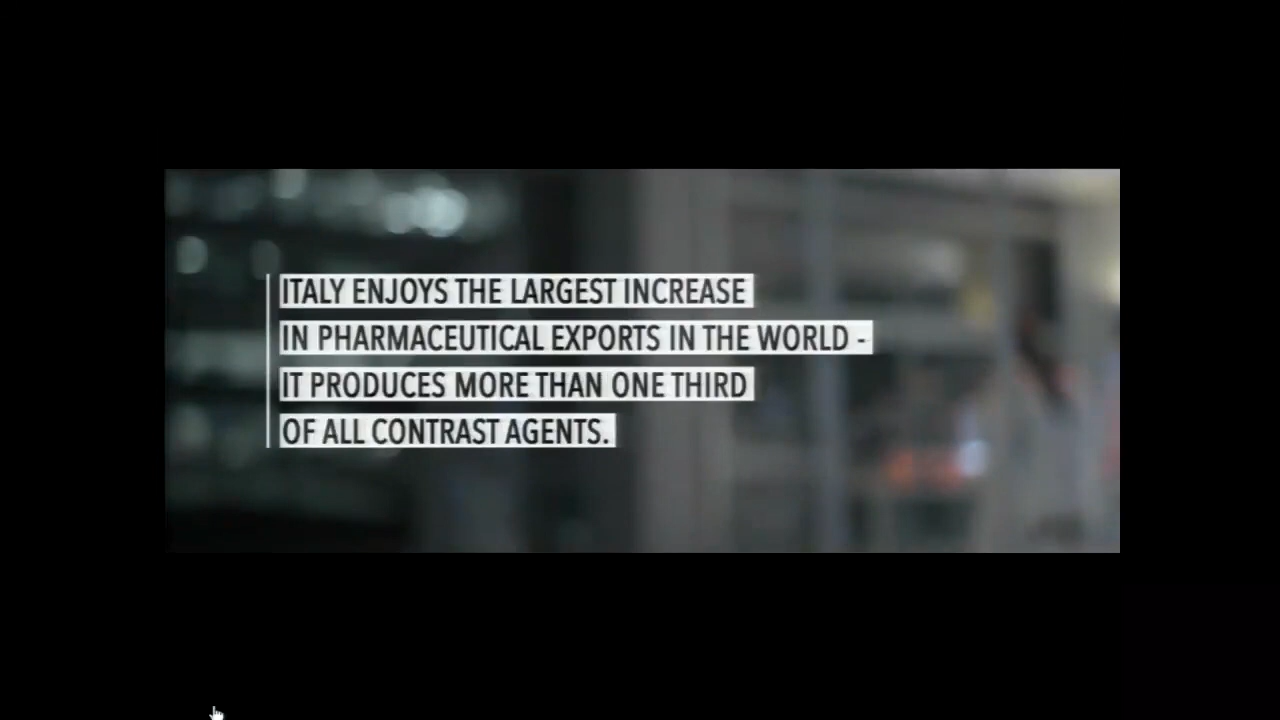 ITALY ENJOYS THE LARGEST INCREASE
IN PHARMACEUTICAL EXPORTS IN THE WORLD -
IT PRODUCES MORE THAN ONE THIRD
OF ALL CONTRAST AGENTS.